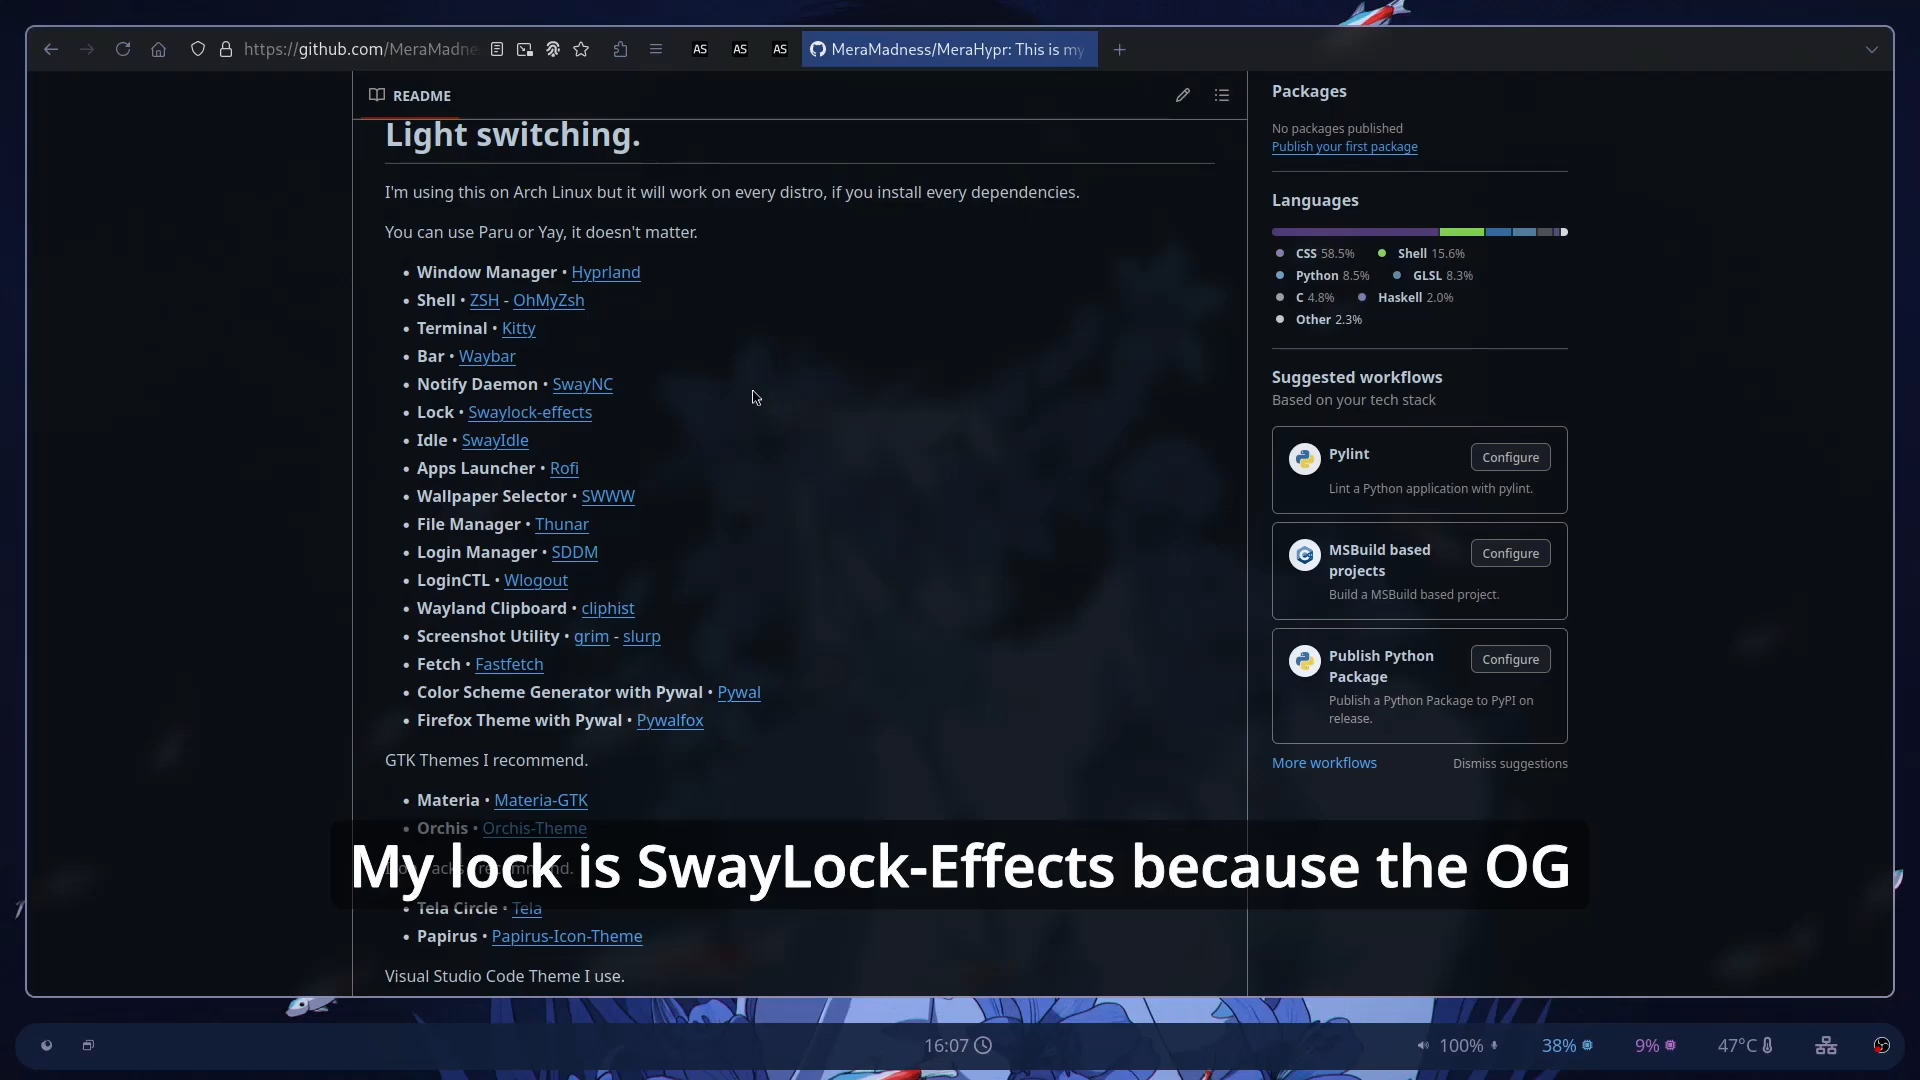 https://github.com/MeraMadne
AS
AS
AS
MeraMadness/MeraHypr: This is my
README
Light switching.
I'm using this on Arch Linux but it will work on every distro, if you install every dependencies.
You can use Paru or Yay, it doesn't matter.
• Window Manager • Hyprland
• Shell • ZSH - OhMyZsh
• Terminal • Kitty
• Bar • Waybar
• Notify Daemon • SwayNC
• Lock • Swaylock-effects
• Idle • SwayIdle
• Apps Launcher • Rofi
• Wallpaper Selector • SWWW
• File Manager • Thunar
• Login Manager • SDDM
• LoginCTL • Wlogout
• Wayland Clipboard • cliphist
• Screenshot Utility • grim - slurp
• Fetch • Fastfetch
• Color Scheme Generator with Pywal • Pywal
• Firefox Theme with Pywal • Pywalfox
GTK Themes I recommend.
• Materia • Materia-GTK
• Orchis • Orchis-Theme
• Tela Circle • Tela
• Papirus • Papirus-Icon-Theme
Visual Studio Code Theme I use.
Packages
No packages published
Publish your first package
Languages
CSS 58.5% Shell 15.6%
Python 8.5% GLSL 8.3%
C 4.8% Haskell 2.0%
Other 2.3%
Suggested workflows
Based on your tech stack
Pylint
Configure
Lint a Python application with pylint.
MSBuild based
projects
Configure
Build a MSBuild based project.
Publish Python
Package
Configure
Publish a Python Package to PyPI on
release.
More workflows
Dismiss suggestions
My lock is SwayLock-Effects because the OG
16:07
100%
38%
9%
47°C